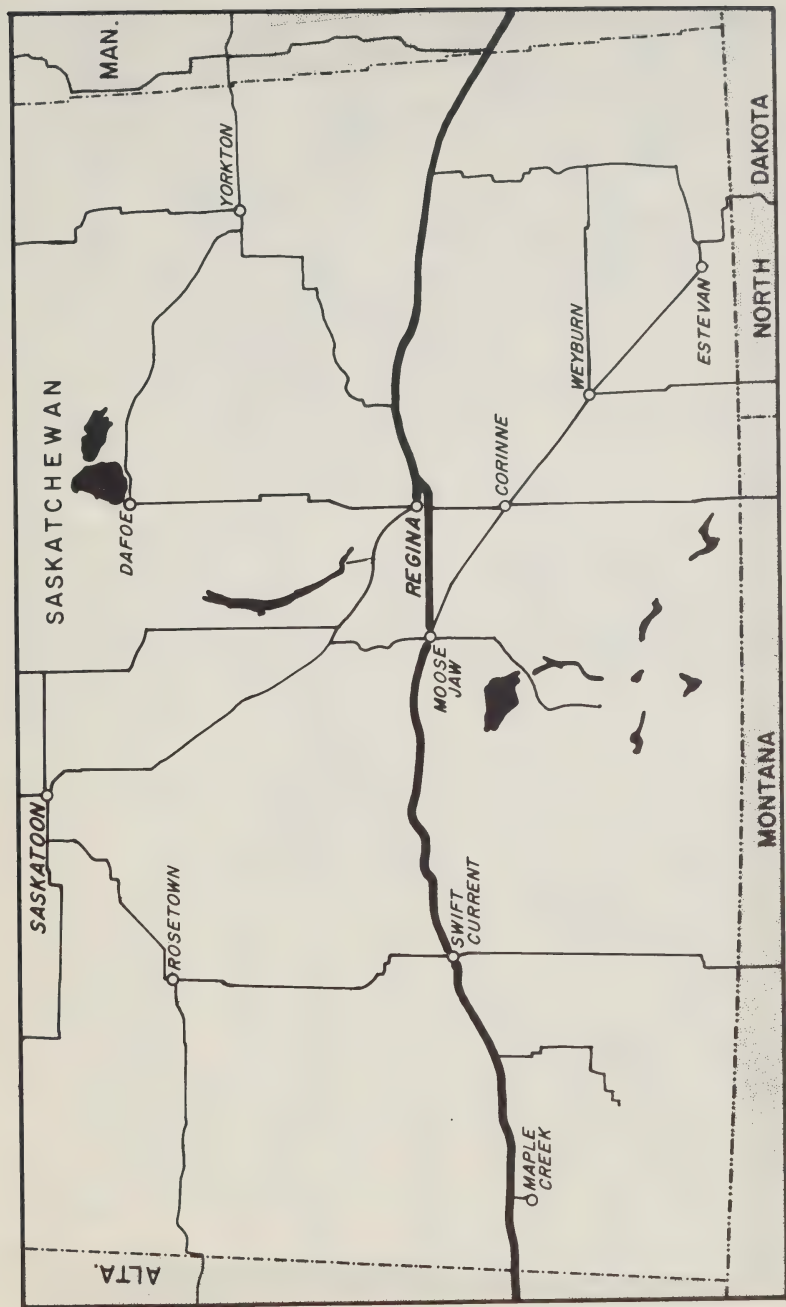 SASKATCHEWAN
MAN.
ALTA.
SASKATOON
ROSETOWN
DAFOE
YORKTON
REGINA
MOOSE
JAW
SWIFT
CURRENT
MAPLE
CREEK
CORINNE
WEYBURN
ESTEVAN
MONTANA
NORTH DAKOTA